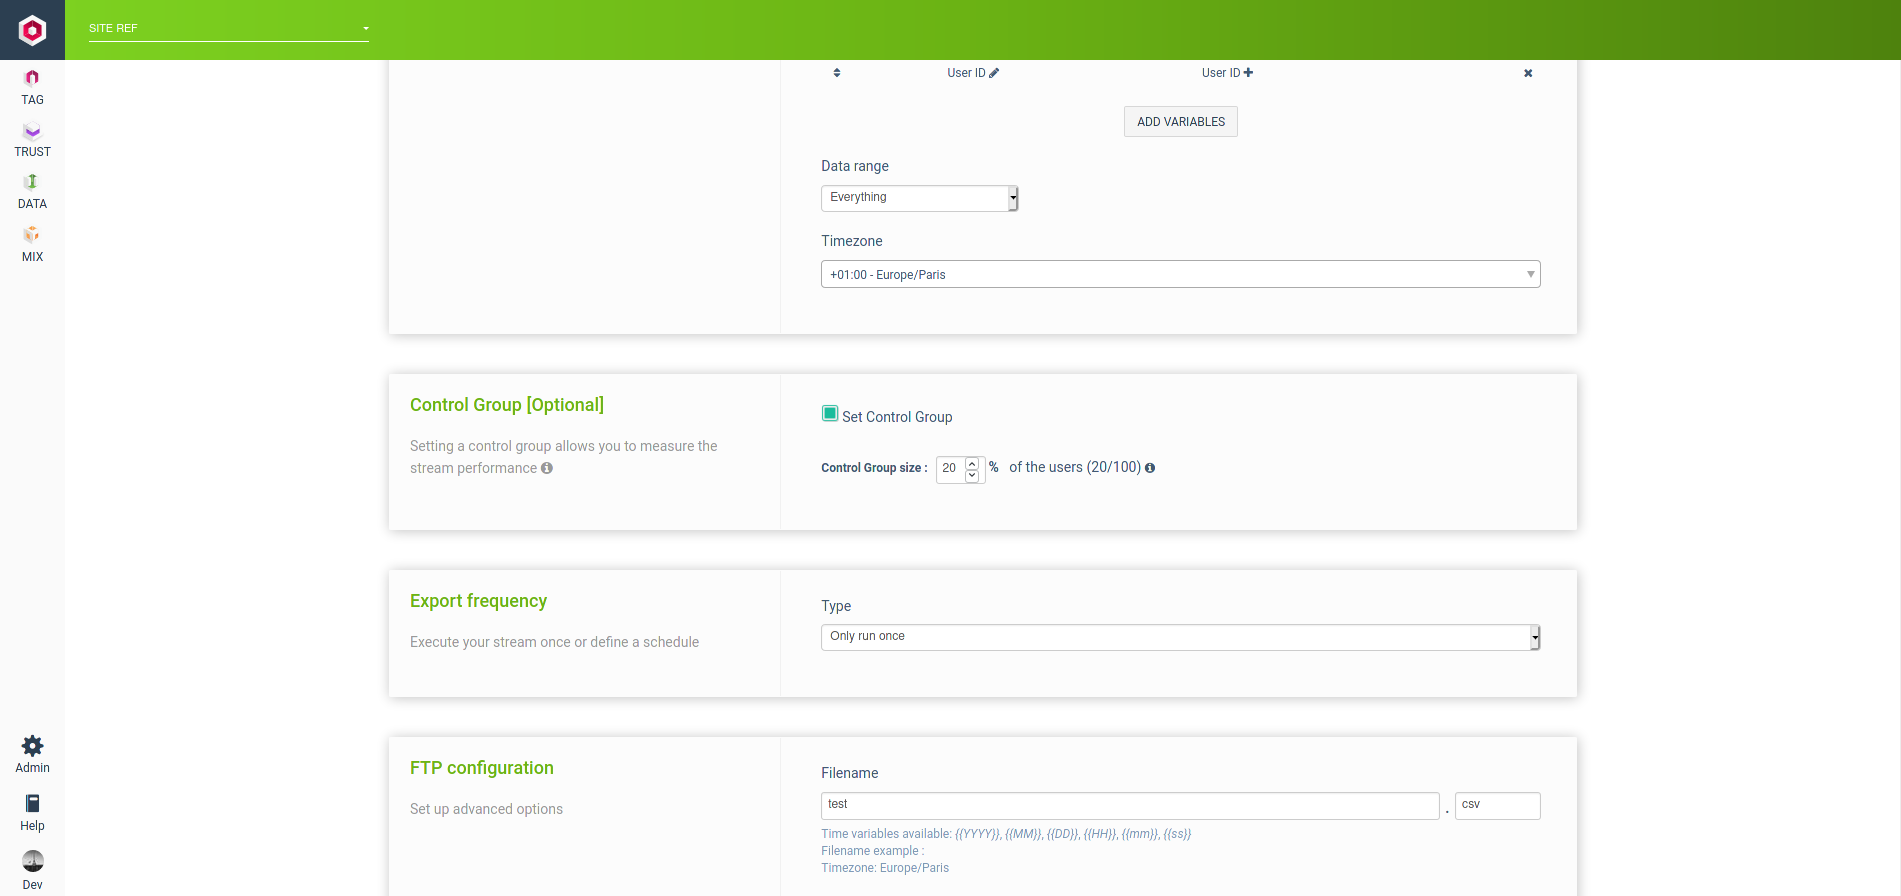 SITE REF
TAG
TRUST
DATA
MIX
Admin
Help
Dev
User ID User ID
ADD VARIABLES
Data range
Everything
Timezone
+01:00 - Europe/Paris
Control Group [Optional]
Setting a control group allows you to measure the
stream performance
Set Control Group
Control Group size : 20 % of the users (20/100)
Export frequency
Execute your stream once or define a schedule
Type
Only run once
FTP configuration
Set up advanced options
Filename
test . csv
Time variables available: {{YYYY}}, {{MM}}, {{DD}}, {{HH}}, {{mm}}, {{ss}}
Filename example :
Timezone: Europe/Paris